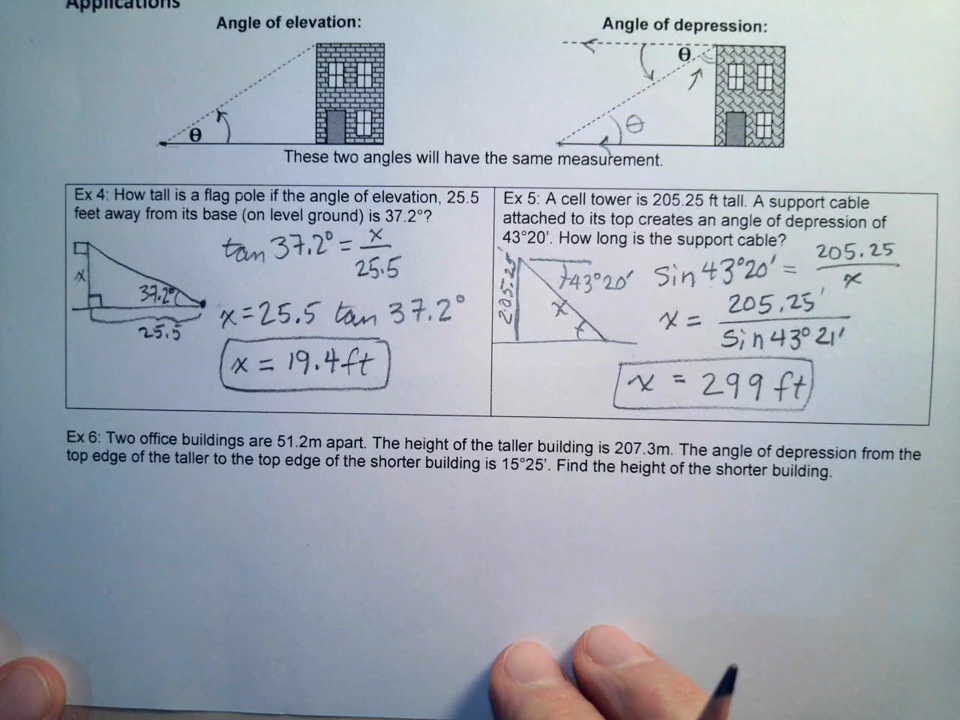 Applications
Angle of elevation:
Angle of depression:
θ
θ
θ
These two angles will have the same measurement.
Ex 4: How tall is a flag pole if the angle of elevation, 25.5
feet away from its base (on level ground) is 37.2°?
tan 37.2° = x
25.5
x
37.2°
25.5
x = 25.5 tan 37.2°
x = 19.4 ft
Ex 5: A cell tower is 205.25 ft tall. A support cable
attached to its top creates an angle of depression of
43°20'. How long is the support cable?
205.25'
43°20'
x
sin 43°20' = 205.25
x
x = 205.25'
sin 43°21'
x = 299 ft
Ex 6: Two office buildings are 51.2m apart. The height of the taller building is 207.3m. The angle of depression from the
top edge of the taller to the top edge of the shorter building is 15°25'. Find the height of the shorter building.